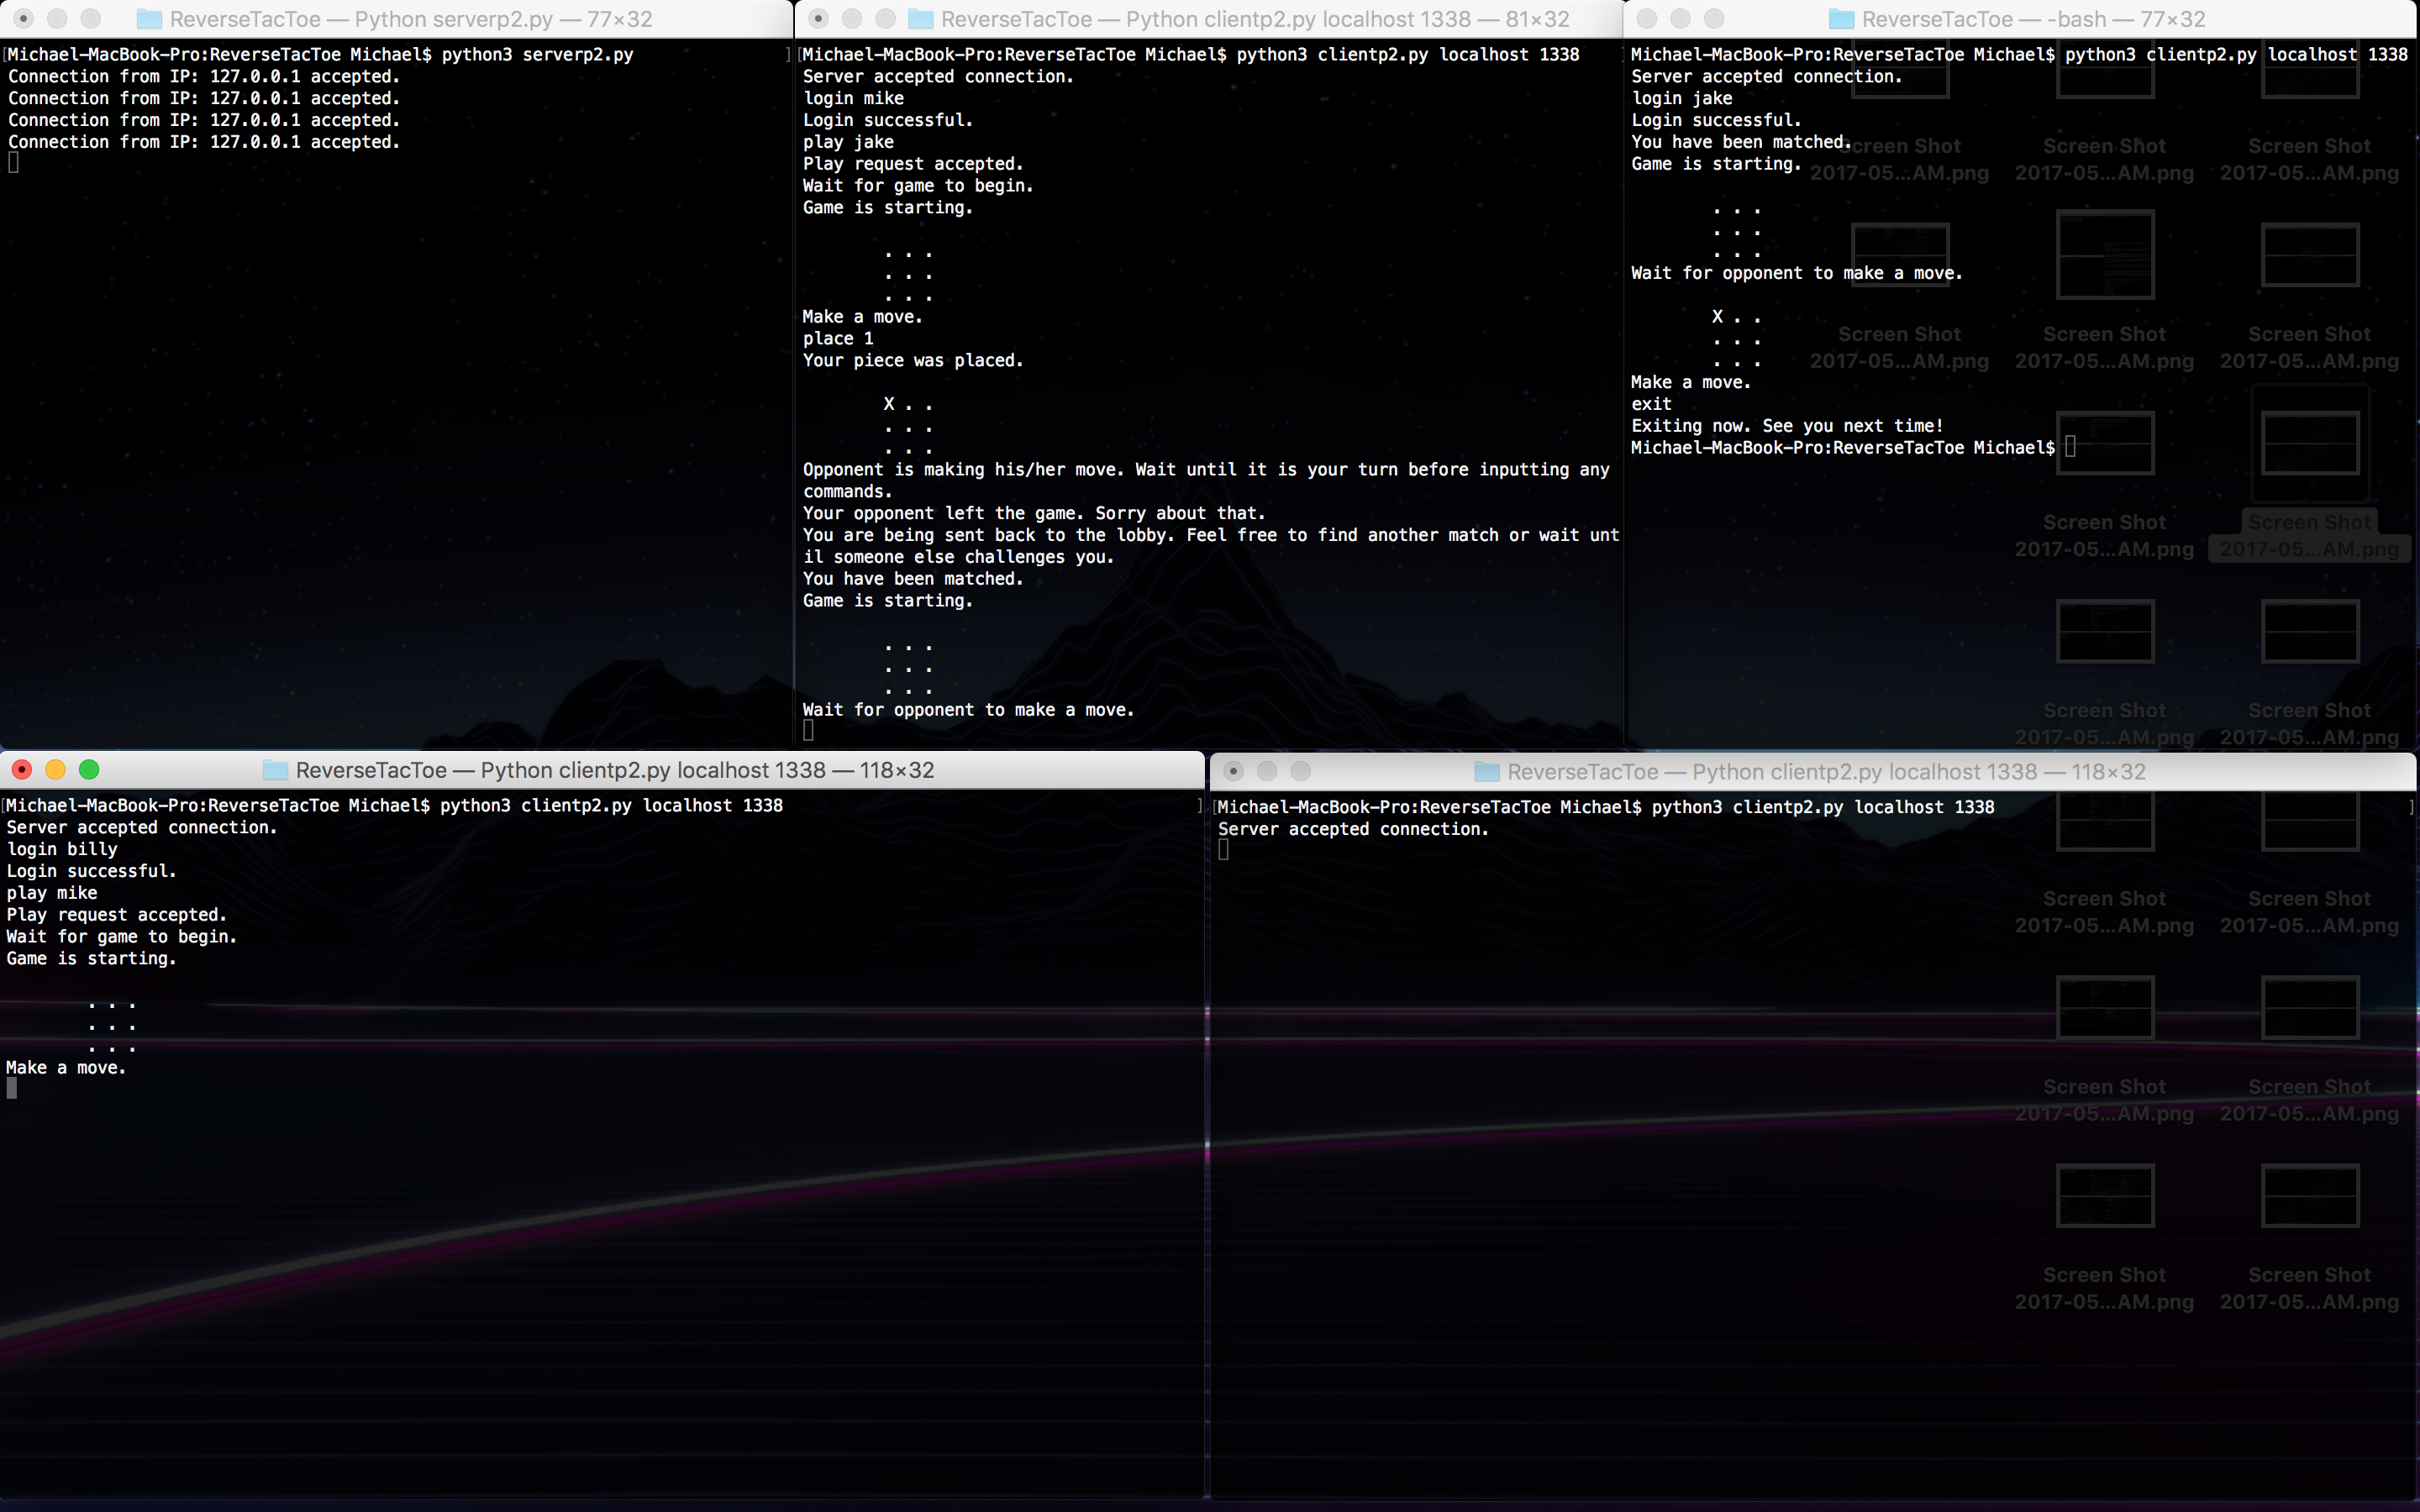 ReverseTacToe — Python serverp2.py — 77×32
[Michael-MacBook-Pro:ReverseTacToe Michael$ python3 serverp2.py ]
Connection from IP: 127.0.0.1 accepted.
Connection from IP: 127.0.0.1 accepted.
Connection from IP: 127.0.0.1 accepted.
Connection from IP: 127.0.0.1 accepted.
ReverseTacToe — Python clientp2.py localhost 1338 — 81×32
[Michael-MacBook-Pro:ReverseTacToe Michael$ python3 clientp2.py localhost 1338 ]
Server accepted connection.
login mike
Login successful.
play jake
Play request accepted.
Wait for game to begin.
Game is starting.
. . .
. . .
. . .
Make a move.
place 1
Your piece was placed.
X . .
. . .
. . .
Opponent is making his/her move. Wait until it is your turn before inputting any
commands.
Your opponent left the game. Sorry about that.
You are being sent back to the lobby. Feel free to find another match or wait unt
il someone else challenges you.
You have been matched.
Game is starting.
. . .
. . .
. . .
Wait for opponent to make a move.
ReverseTacToe — -bash — 77×32
Michael-MacBook-Pro:ReverseTacToe Michael$ python3 clientp2.py localhost 1338
Server accepted connection.
login jake
Login successful.
You have been matched.
Game is starting.
. . .
. . .
. . .
Wait for opponent to make a move.
X . .
. . .
. . .
Make a move.
exit
Exiting now. See you next time!
Michael-MacBook-Pro:ReverseTacToe Michael$
Screen Shot Screen Shot Screen Shot
2017-05...AM.png 2017-05...AM.png 2017-05...AM.png
Screen Shot Screen Shot Screen Shot
2017-05...AM.png 2017-05...AM.png 2017-05...AM.png
Screen Shot Screen Shot
2017-05...AM.png 2017-05...AM.png
Screen Shot Screen Shot
2017-05...AM.png 2017-05...AM.png
ReverseTacToe — Python clientp2.py localhost 1338 — 118×32
[Michael-MacBook-Pro:ReverseTacToe Michael$ python3 clientp2.py localhost 1338 ]
Server accepted connection.
login billy
Login successful.
play mike
Play request accepted.
Wait for game to begin.
Game is starting.
. . .
. . .
. . .
Make a move.
ReverseTacToe — Python clientp2.py localhost 1338 — 118×32
[Michael-MacBook-Pro:ReverseTacToe Michael$ python3 clientp2.py localhost 1338 ]
Server accepted connection.
Screen Shot Screen Shot
2017-05...AM.png 2017-05...AM.png
Screen Shot Screen Shot
2017-05...AM.png 2017-05...AM.png
Screen Shot Screen Shot
2017-05...AM.png 2017-05...AM.png